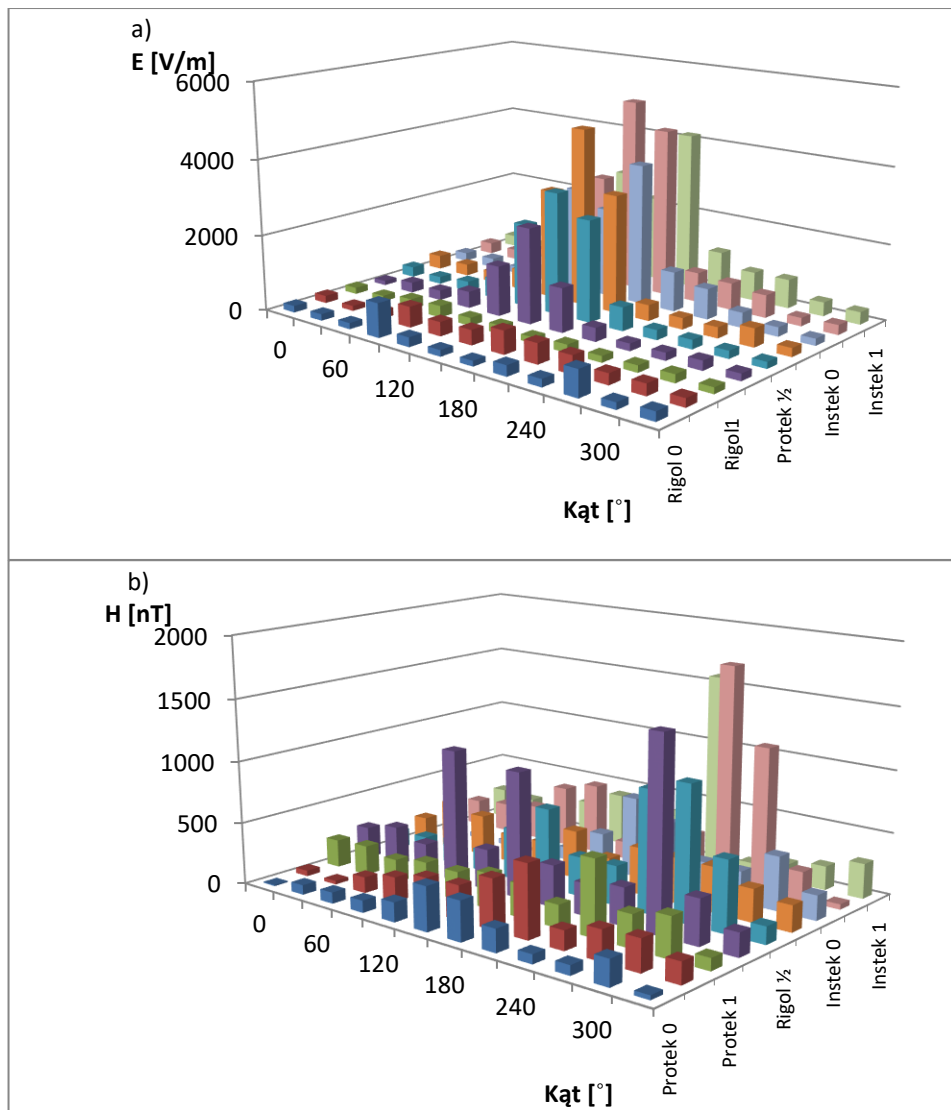 a)
E [V/m]
6000
4000
2000
0
0
60
120
180
240
300
Kąt [°]
Rigol 0
Rigol1
Protek ½
Instek 0
Instek 1
b)
H [nT]
2000
1500
1000
500
0
0
60
120
180
240
300
Kąt [°]
Protek 0
Protek 1
Rigol ½
Instek 0
Instek 1